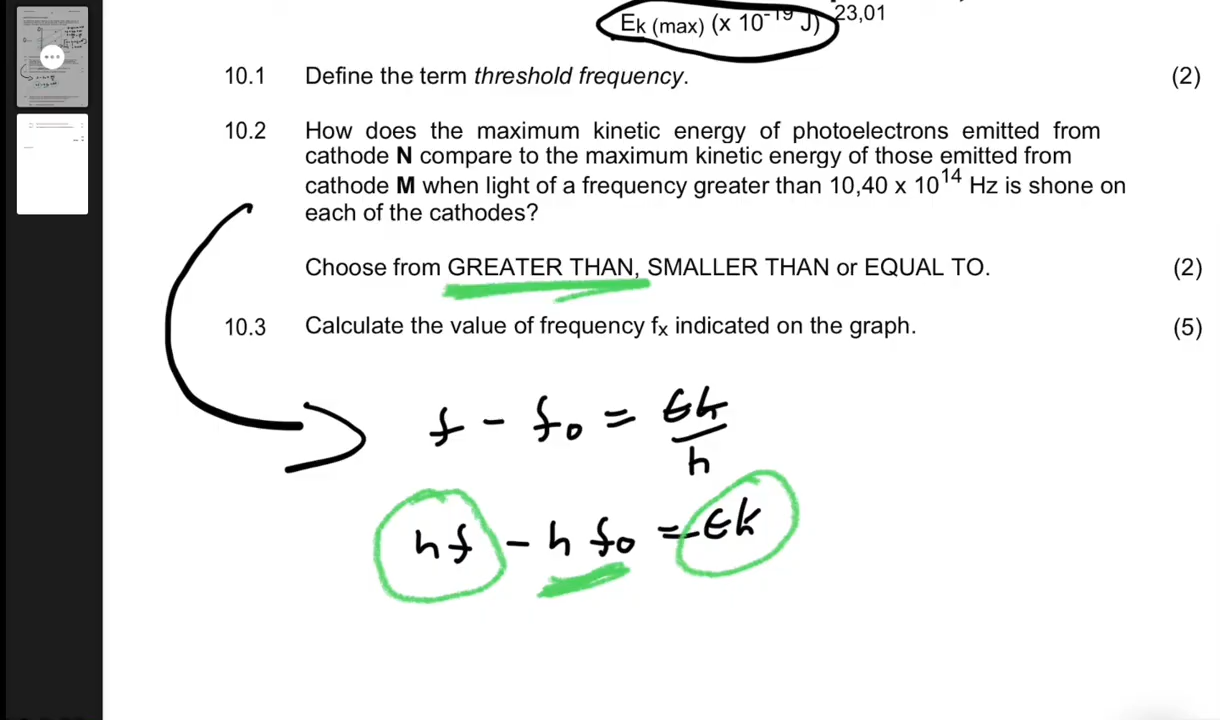 Ek (max) (x 10⁻¹⁹ J) 23,01
10.1 Define the term threshold frequency. (2)
10.2 How does the maximum kinetic energy of photoelectrons emitted from
cathode N compare to the maximum kinetic energy of those emitted from
cathode M when light of a frequency greater than 10,40 x 10¹⁴ Hz is shone on
each of the cathodes?
Choose from GREATER THAN, SMALLER THAN or EQUAL TO. (2)
10.3 Calculate the value of frequency fₓ indicated on the graph. (5)
f - f₀ = Ek
h
hf - h f₀ = Ek